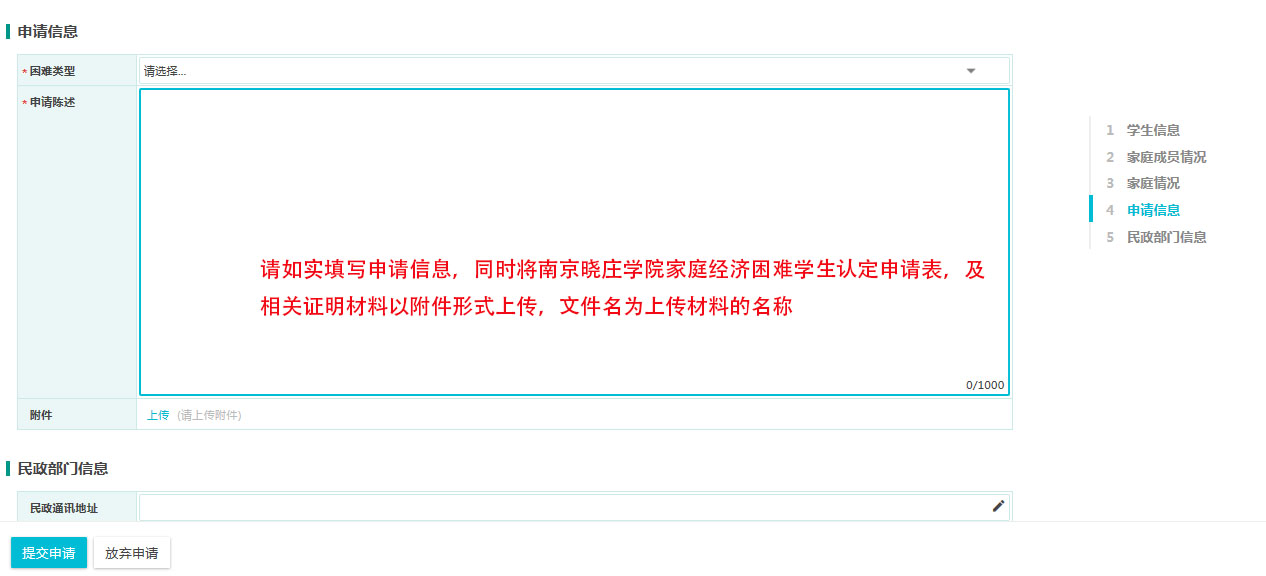 申请信息
* 困难类型
请选择...
* 申请陈述
请如实填写申请信息，同时将南京晓庄学院家庭经济困难学生认定申请表，及
相关证明材料以附件形式上传，文件名为上传材料的名称
0/1000
附件
上传 (请上传附件)
民政部门信息
民政通讯地址
提交申请 放弃申请
1 学生信息
2 家庭成员情况
3 家庭情况
4 申请信息
5 民政部门信息